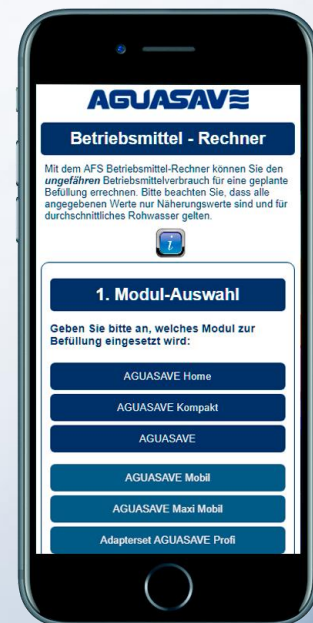 AGUASAVE
Betriebsmittel - Rechner
Mit dem AFS Betriebsmittel-Rechner können Sie den
ungefähren Betriebsmittelverbrauch für eine geplante
Befüllung errechnen. Bitte beachten Sie, dass alle
angegebenen Werte nur Näherungswerte sind und für
durchschnittliches Rohwasser gelten.
i
1. Modul-Auswahl
Geben Sie bitte an, welches Modul zur
Befüllung eingesetzt wird:
AGUASAVE Home
AGUASAVE Kompakt
AGUASAVE
AGUASAVE Mobil
AGUASAVE Maxi Mobil
Adapterset AGUASAVE Profi